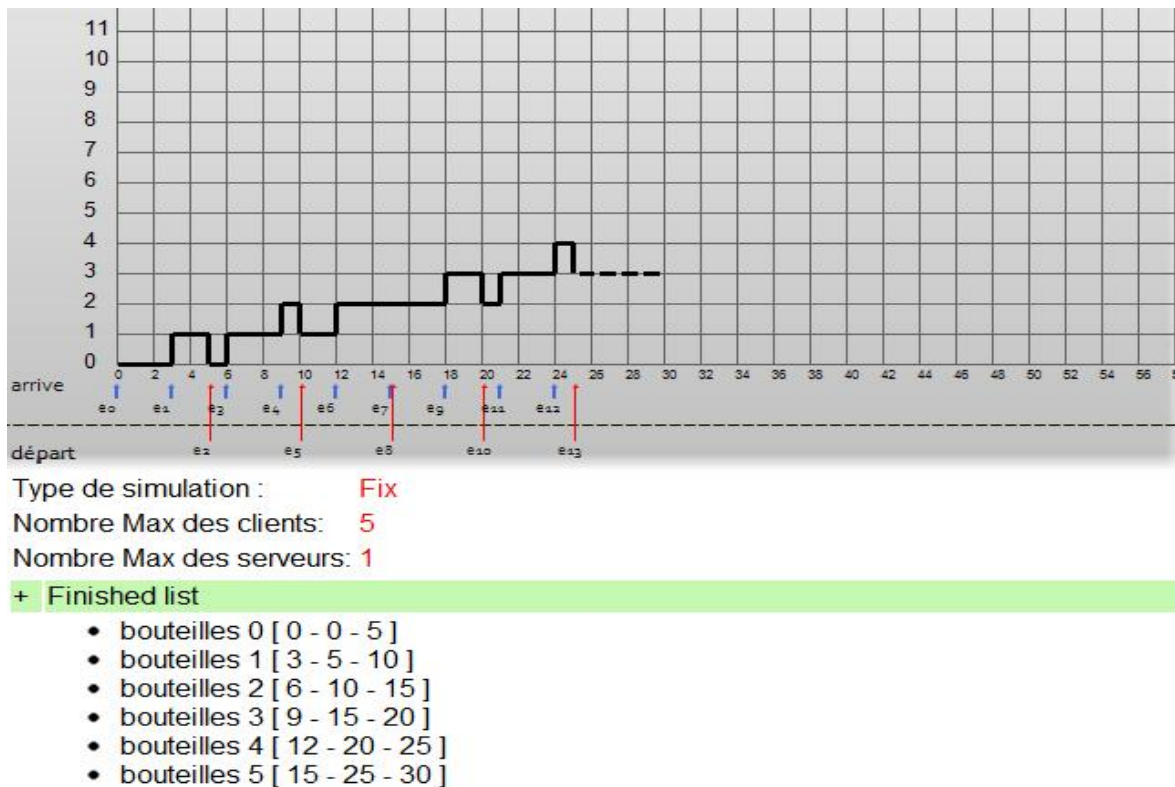 11
10
9
8
7
6
5
4
3
2
1
0
0 2 4 6 8 10 12 14 16 18 20 22 24 26 28 30 32 34 36 38 40 42 44 46 48 50 52 54 56
arrive
e0 e1 e3 e4 e6 e7 e9 e11 e12
départ e2 e5 e8 e10 e13
Type de simulation : Fix
Nombre Max des clients: 5
Nombre Max des serveurs: 1
+ Finished list
• bouteilles 0 [ 0 - 0 - 5 ]
• bouteilles 1 [ 3 - 5 - 10 ]
• bouteilles 2 [ 6 - 10 - 15 ]
• bouteilles 3 [ 9 - 15 - 20 ]
• bouteilles 4 [ 12 - 20 - 25 ]
• bouteilles 5 [ 15 - 25 - 30 ]